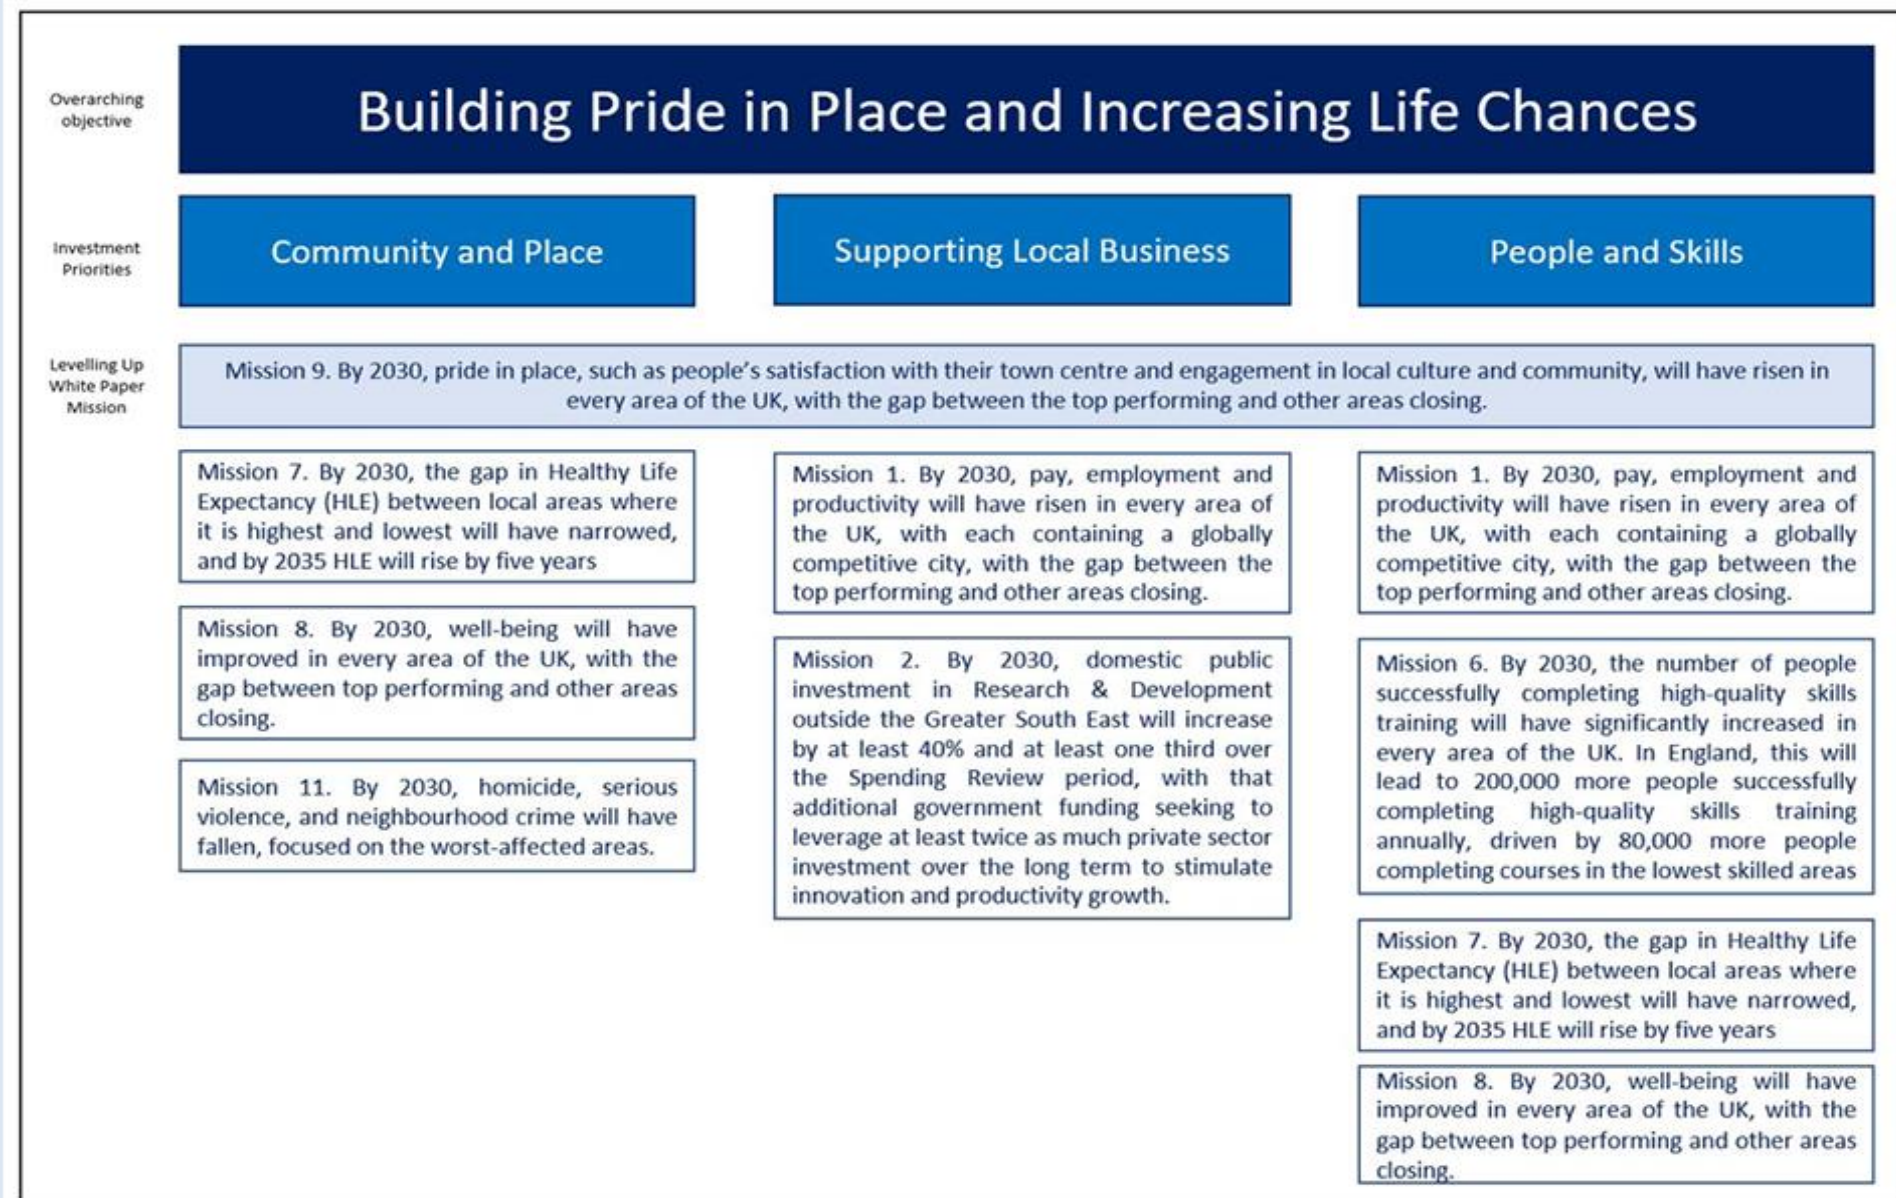 Overarching
objective
Building Pride in Place and Increasing Life Chances
Investment
Priorities
Community and Place
Supporting Local Business
People and Skills
Levelling Up
White Paper
Mission
Mission 9. By 2030, pride in place, such as people's satisfaction with their town centre and engagement in local culture and community, will have risen in
every area of the UK, with the gap between the top performing and other areas closing.
Mission 7. By 2030, the gap in Healthy Life
Expectancy (HLE) between local areas where
it is highest and lowest will have narrowed,
and by 2035 HLE will rise by five years
Mission 8. By 2030, well-being will have
improved in every area of the UK, with the
gap between top performing and other areas
closing.
Mission 11. By 2030, homicide, serious
violence, and neighbourhood crime will have
fallen, focused on the worst-affected areas.
Mission 1. By 2030, pay, employment and
productivity will have risen in every area of
the UK, with each containing a globally
competitive city, with the gap between the
top performing and other areas closing.
Mission 2. By 2030, domestic public
investment in Research & Development
outside the Greater South East will increase
by at least 40% and at least one third over
the Spending Review period, with that
additional government funding seeking to
leverage at least twice as much private sector
investment over the long term to stimulate
innovation and productivity growth.
Mission 1. By 2030, pay, employment and
productivity will have risen in every area of
the UK, with each containing a globally
competitive city, with the gap between the
top performing and other areas closing.
Mission 6. By 2030, the number of people
successfully completing high-quality skills
training will have significantly increased in
every area of the UK. In England, this will
lead to 200,000 more people successfully
completing high-quality skills training
annually, driven by 80,000 more people
completing courses in the lowest skilled areas
Mission 7. By 2030, the gap in Healthy Life
Expectancy (HLE) between local areas where
it is highest and lowest will have narrowed,
and by 2035 HLE will rise by five years
Mission 8. By 2030, well-being will have
improved in every area of the UK, with the
gap between top performing and other areas
closing.